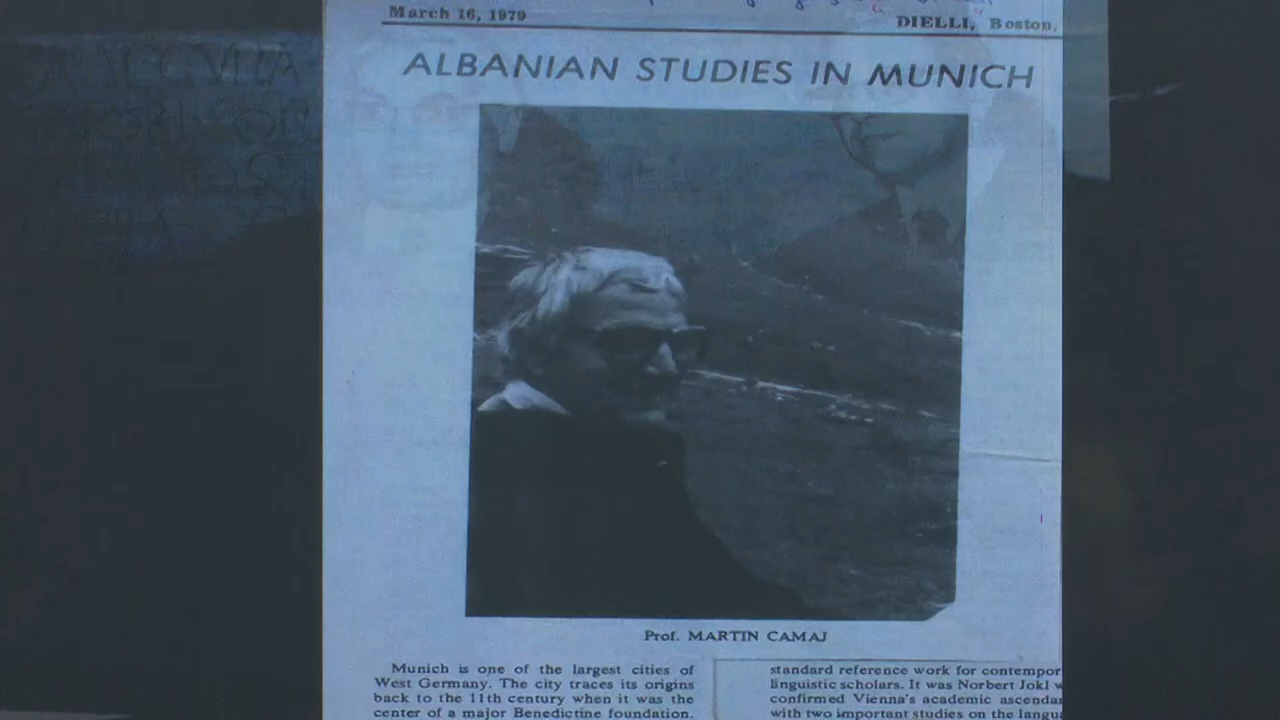 March 16, 1979
DIELLI, Boston,
ALBANIAN STUDIES IN MUNICH
Prof. MARTIN CAMAJ
Munich is one of the largest cities of
West Germany. The city traces its origins
back to the 11th century when it was the
center of a major Benedictine foundation.
standard reference work for contempor
linguistic scholars. It was Norbert Jokl w
confirmed Vienna's academic ascendan
with two important studies on the langu